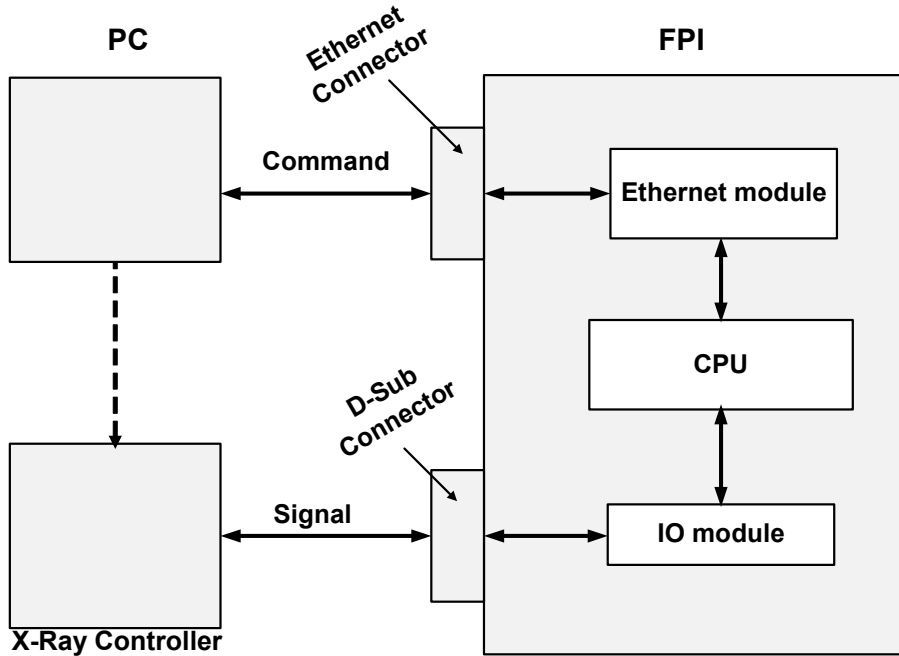 PC
Ethernet
Connector
FPI
Command
Ethernet module
CPU
D-Sub
Connector
Signal
IO module
X-Ray Controller